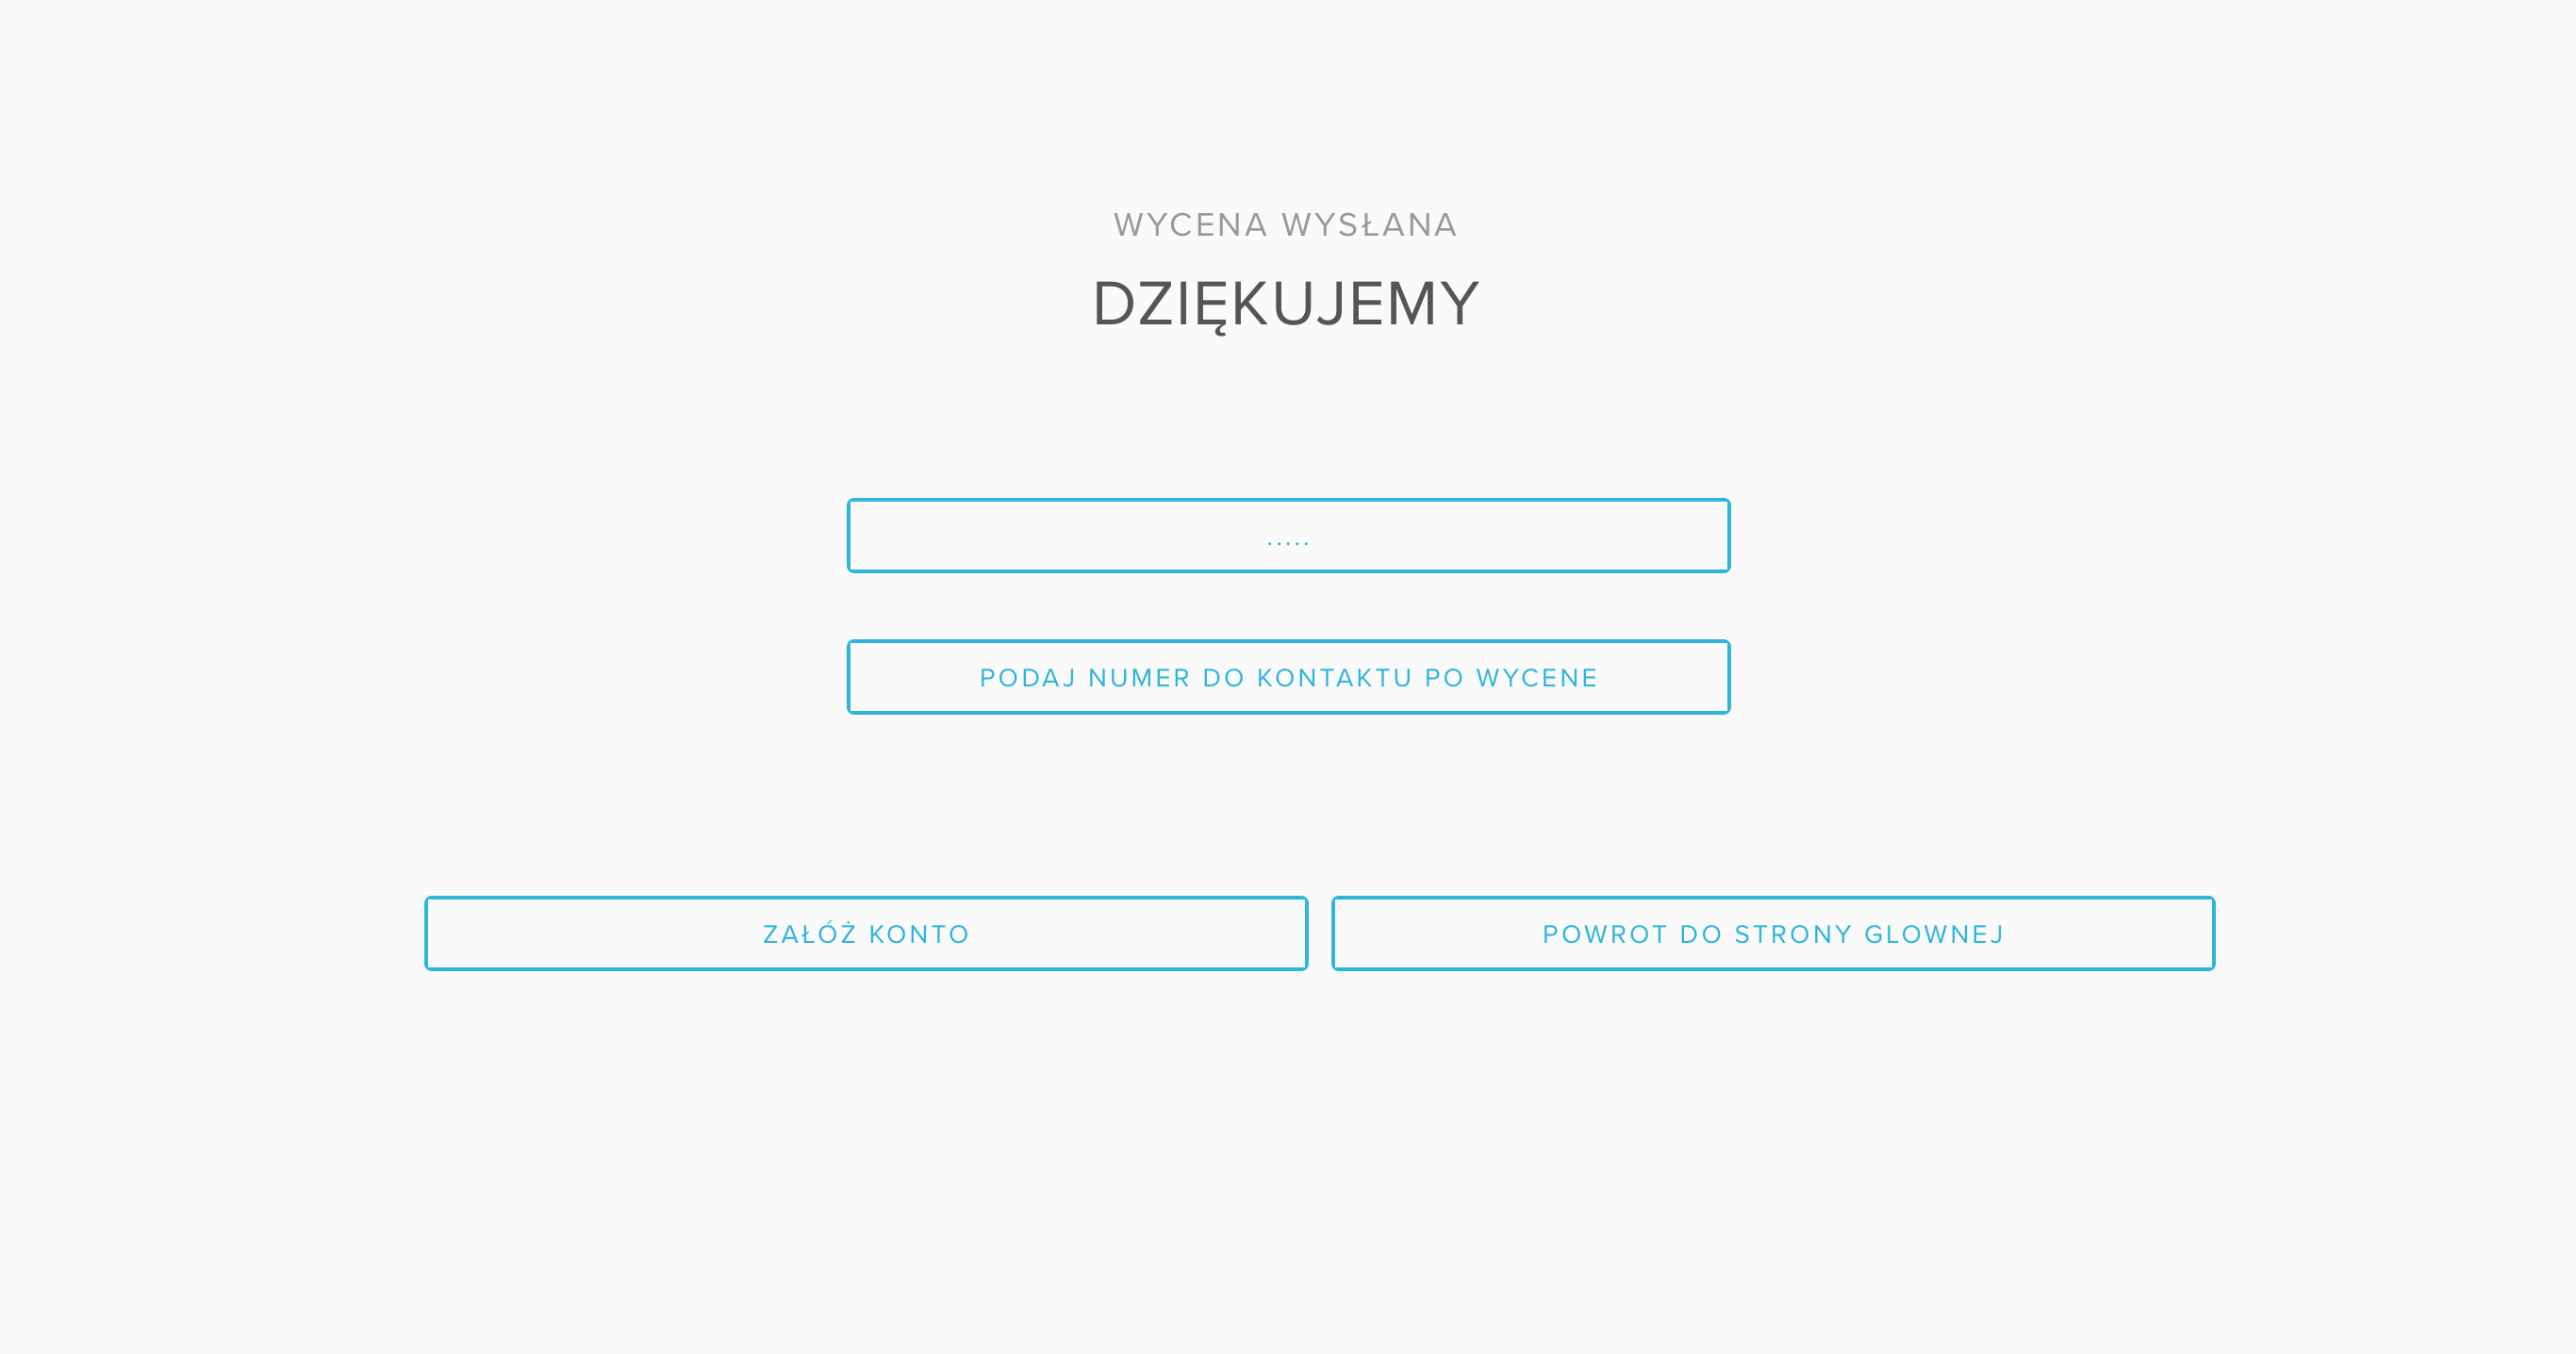 WYCENA WYSŁANA
DZIĘKUJEMY
.....
PODAJ NUMER DO KONTAKTU PO WYCENE
ZAŁÓŻ KONTO
POWROT DO STRONY GLOWNEJ